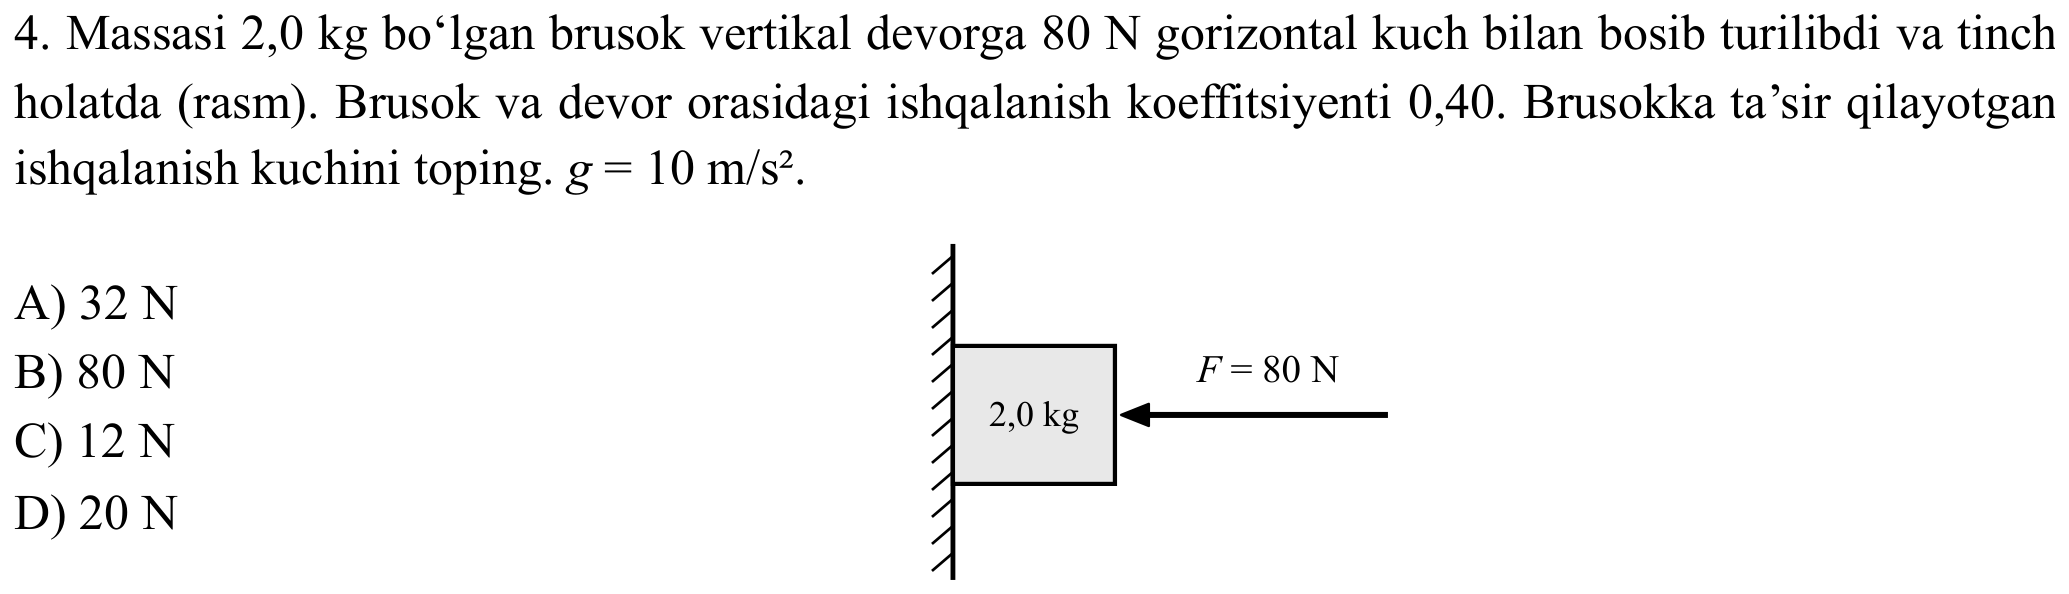 4. Massasi 2,0 kg bo‘lgan brusok vertikal devorga 80 N gorizontal kuch bilan bosib turilibdi va tinch
holatda (rasm). Brusok va devor orasidagi ishqalanish koeffitsiyenti 0,40. Brusokka ta’sir qilayotgan
ishqalanish kuchini toping. g = 10 m/s².
A) 32 N
B) 80 N
C) 12 N
D) 20 N
F = 80 N
2,0 kg